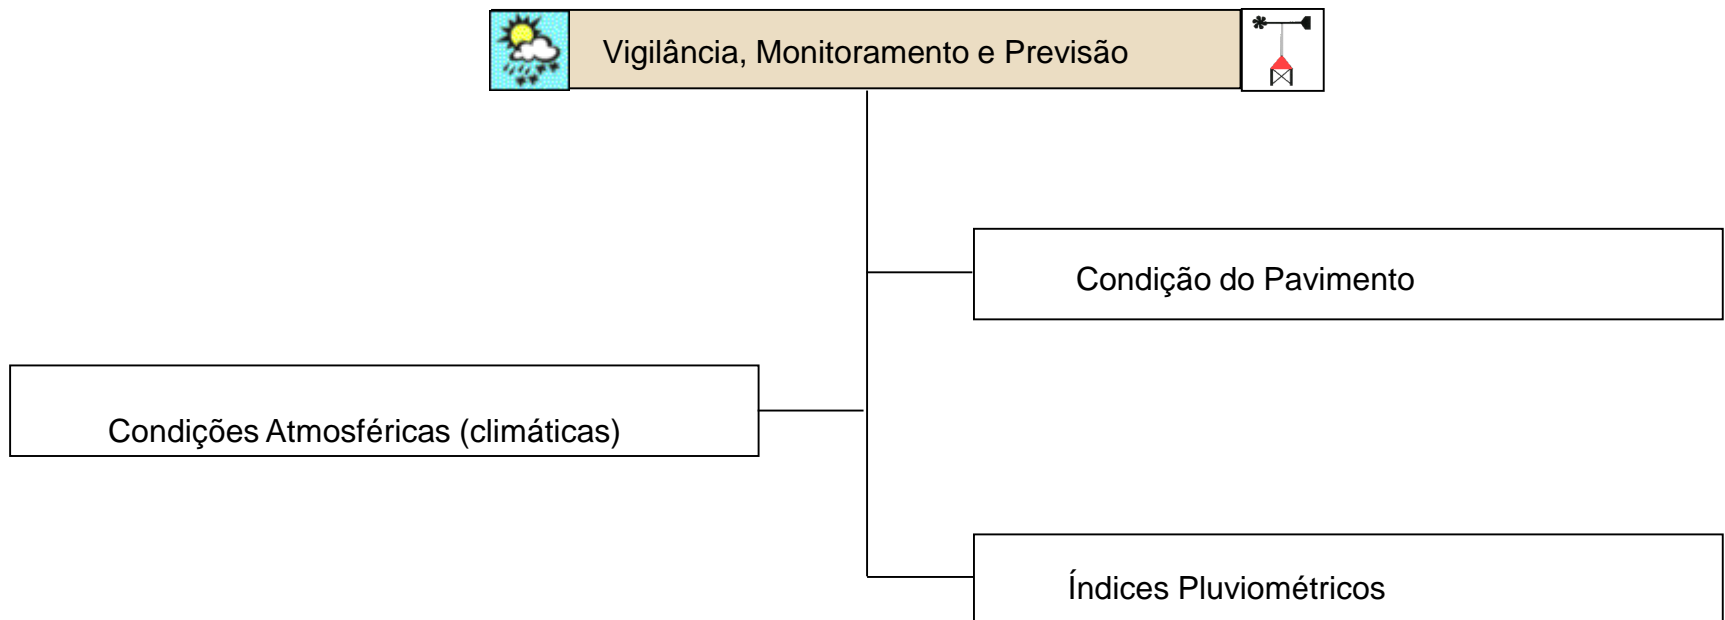 Vigilância, Monitoramento e Previsão
Condição do Pavimento
Condições Atmosféricas (climáticas)
Índices Pluviométricos